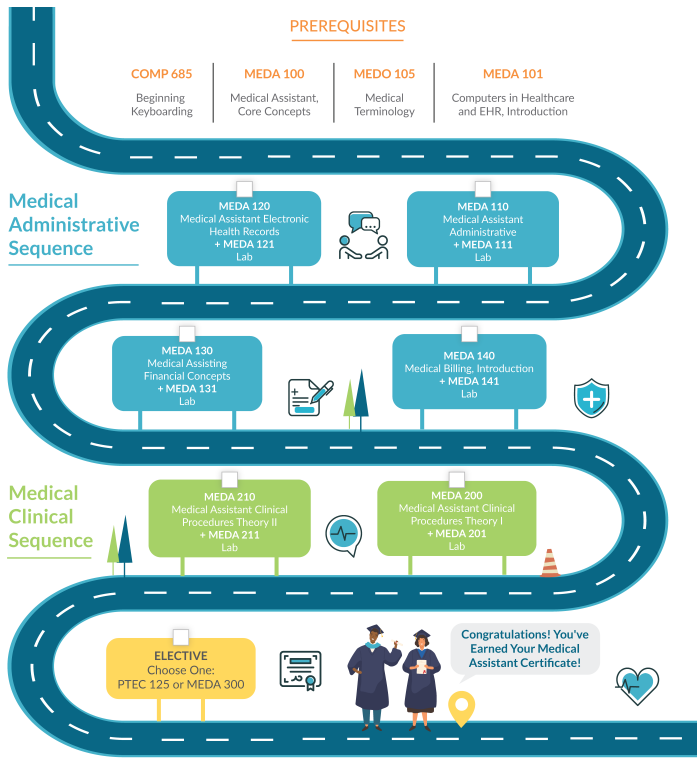 PREREQUISITES
COMP 685
Beginning
Keyboarding
MEDA 100
Medical Assistant,
Core Concepts
MEDO 105
Medical
Terminology
MEDA 101
Computers in Healthcare
and EHR, Introduction
Medical
Administrative
Sequence
MEDA 120
Medical Assistant Electronic
Health Records
+ MEDA 121
Lab
MEDA 110
Medical Assistant
Administrative
+ MEDA 111
Lab
MEDA 130
Medical Assisting
Financial Concepts
+ MEDA 131
Lab
MEDA 140
Medical Billing, Introduction
+ MEDA 141
Lab
Medical
Clinical
Sequence
MEDA 210
Medical Assistant Clinical
Procedures Theory II
+ MEDA 211
Lab
MEDA 200
Medical Assistant Clinical
Procedures Theory I
+ MEDA 201
Lab
ELECTIVE
Choose One:
PTEC 125 or MEDA 300
Congratulations! You've
Earned Your Medical
Assistant Certificate!